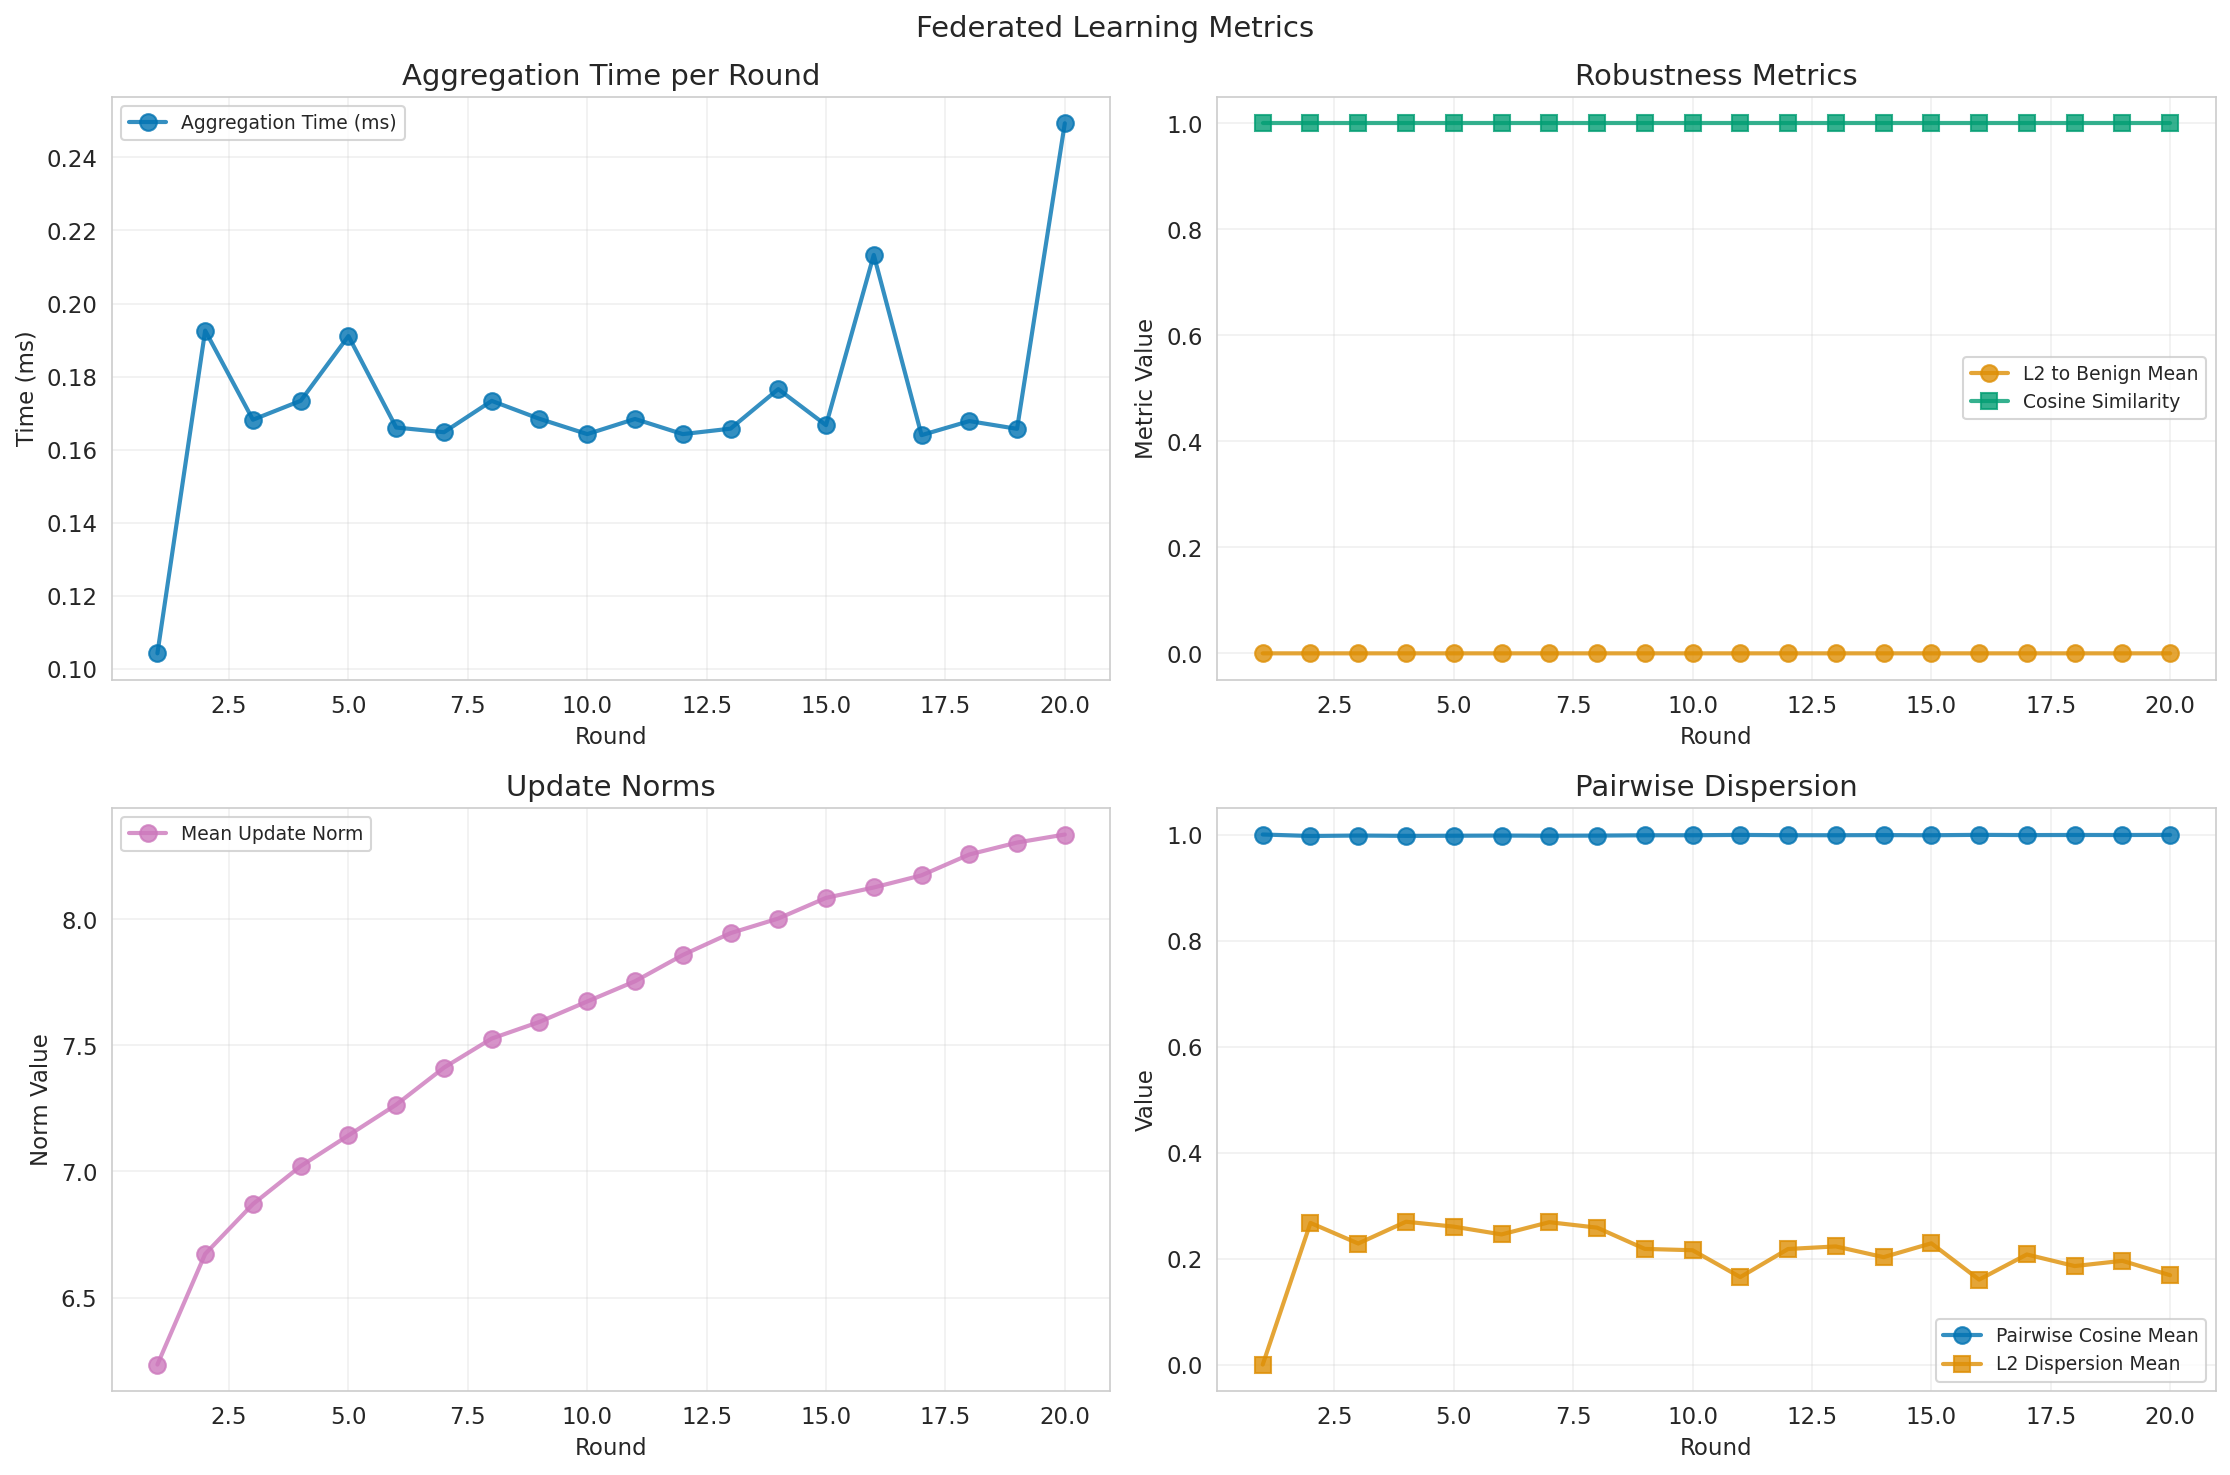 Federated Learning Metrics
Aggregation Time per Round
Aggregation Time (ms)
Time (ms)
0.24
0.22
0.20
0.18
0.16
0.14
0.12
0.10
2.5 5.0 7.5 10.0 12.5 15.0 17.5 20.0
Round
Robustness Metrics
L2 to Benign Mean
Cosine Similarity
Metric Value
1.0
0.8
0.6
0.4
0.2
0.0
2.5 5.0 7.5 10.0 12.5 15.0 17.5 20.0
Round
Update Norms
Mean Update Norm
Norm Value
8.0
7.5
7.0
6.5
2.5 5.0 7.5 10.0 12.5 15.0 17.5 20.0
Round
Pairwise Dispersion
Value
1.0
0.8
0.6
0.4
0.2
0.0
Pairwise Cosine Mean
L2 Dispersion Mean
2.5 5.0 7.5 10.0 12.5 15.0 17.5 20.0
Round